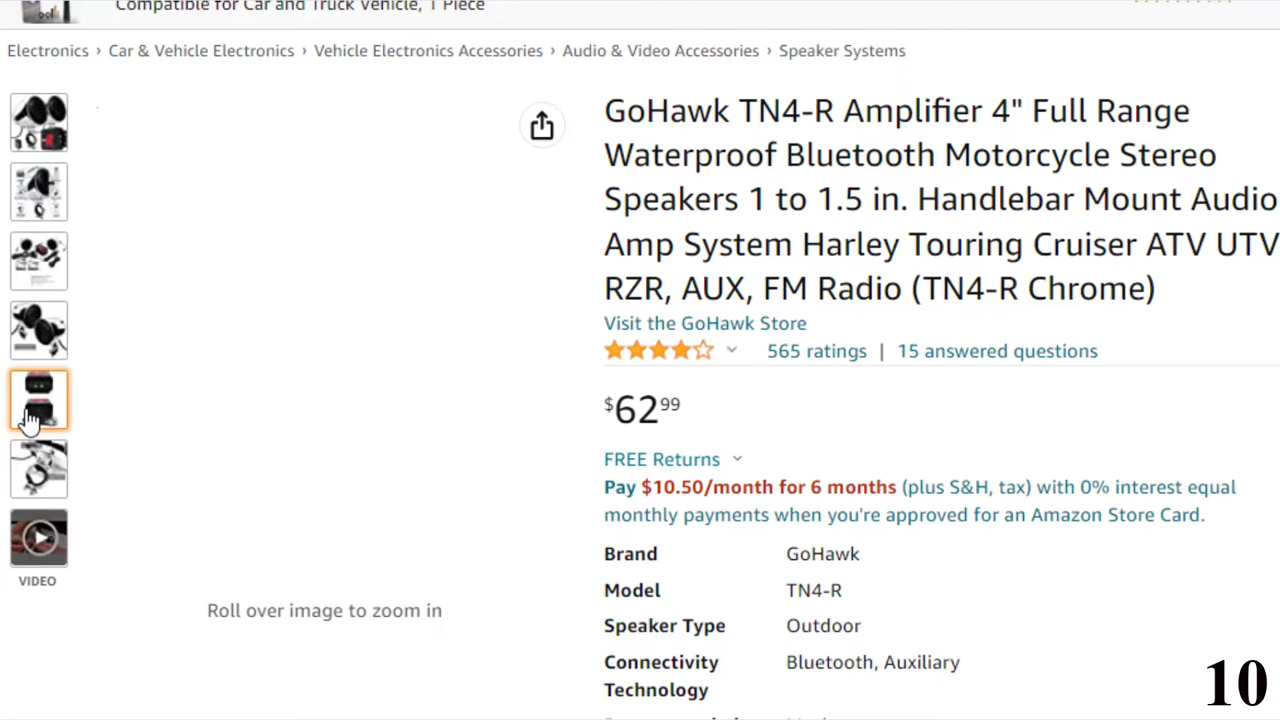 Compatible for Car and Truck Vehicle, 1 Piece
Electronics › Car & Vehicle Electronics › Vehicle Electronics Accessories › Audio & Video Accessories › Speaker Systems
GoHawk TN4-R Amplifier 4" Full Range
Waterproof Bluetooth Motorcycle Stereo
Speakers 1 to 1.5 in. Handlebar Mount Audio
Amp System Harley Touring Cruiser ATV UTV
RZR, AUX, FM Radio (TN4-R Chrome)
Visit the GoHawk Store
565 ratings | 15 answered questions
$62 99
FREE Returns
Pay $10.50/month for 6 months (plus S&H, tax) with 0% interest equal
monthly payments when you're approved for an Amazon Store Card.
Brand GoHawk
Model TN4-R
Speaker Type Outdoor
Connectivity Bluetooth, Auxiliary
Technology
VIDEO
Roll over image to zoom in
10